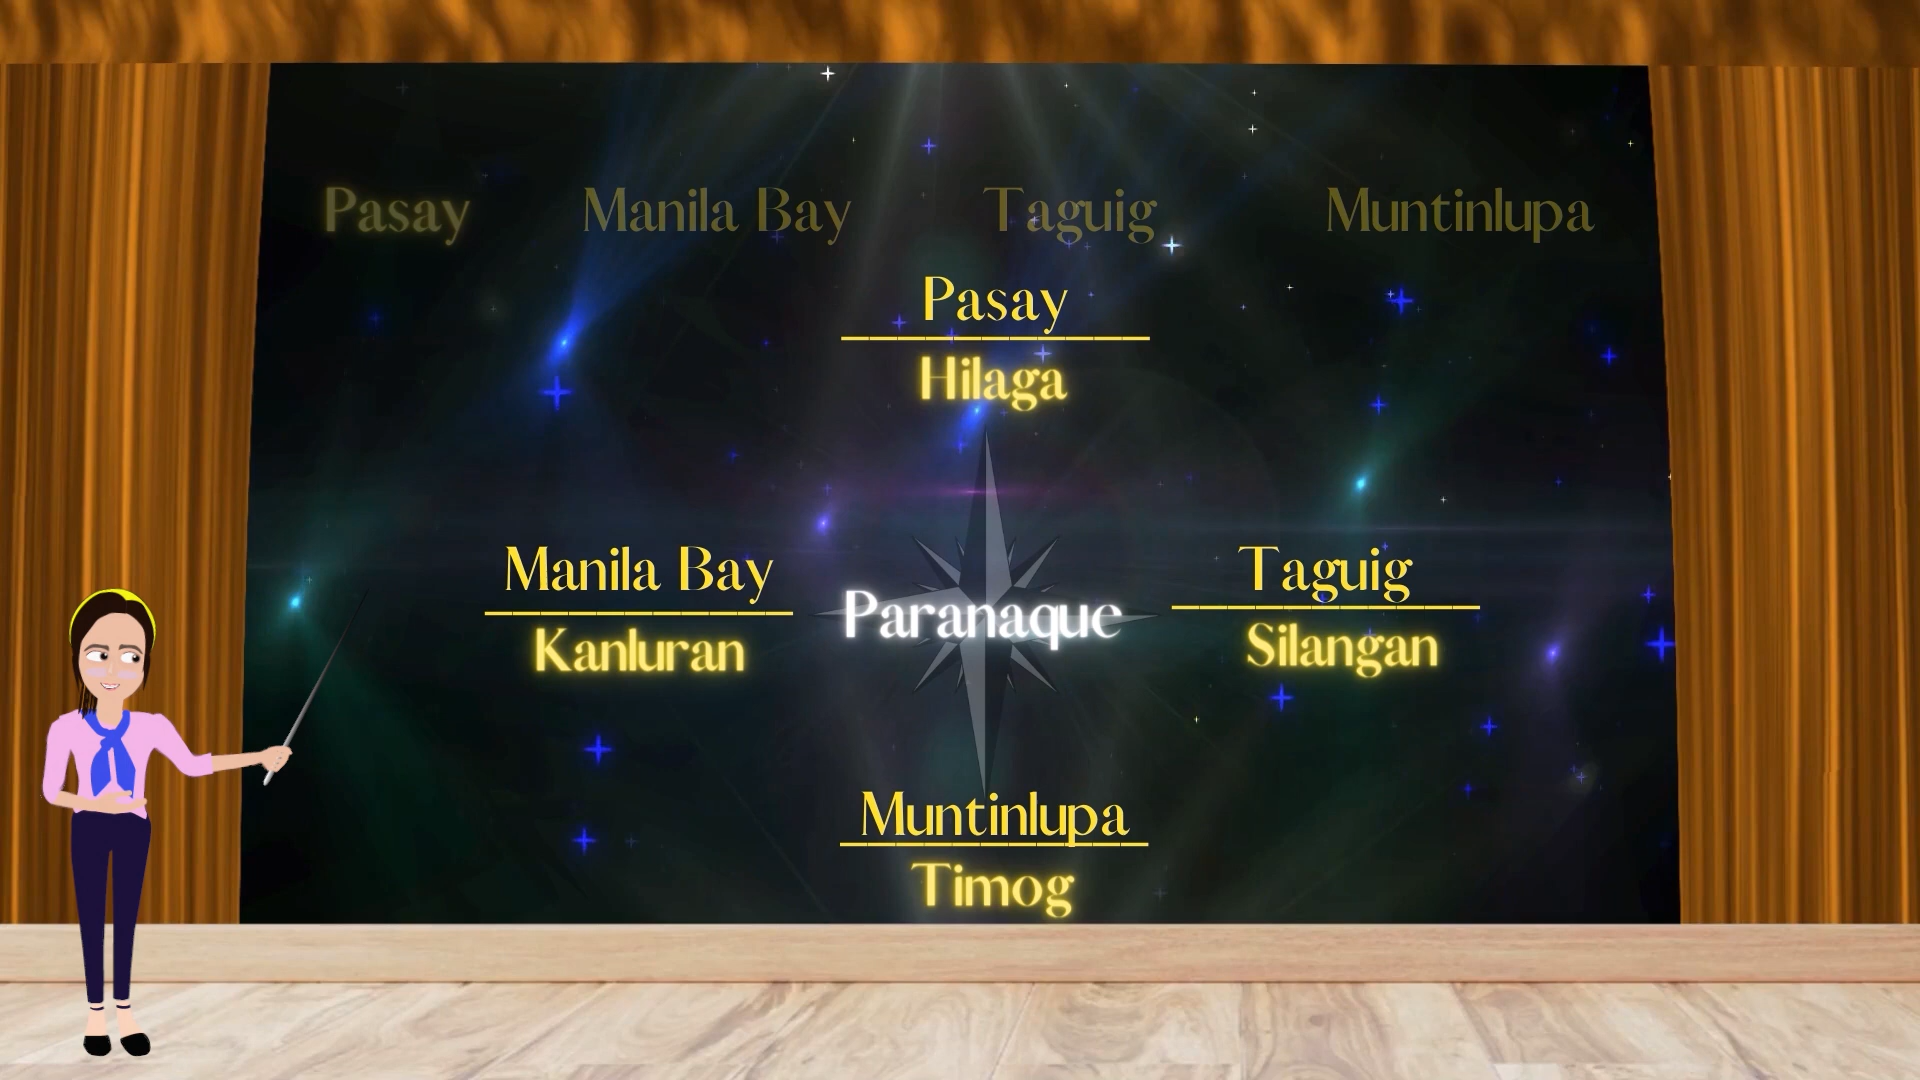 Pasay Manila Bay Taguig Muntinlupa
Pasay
Hilaga
Manila Bay
Kanluran
Paranaque
Taguig
Silangan
Muntinlupa
Timog